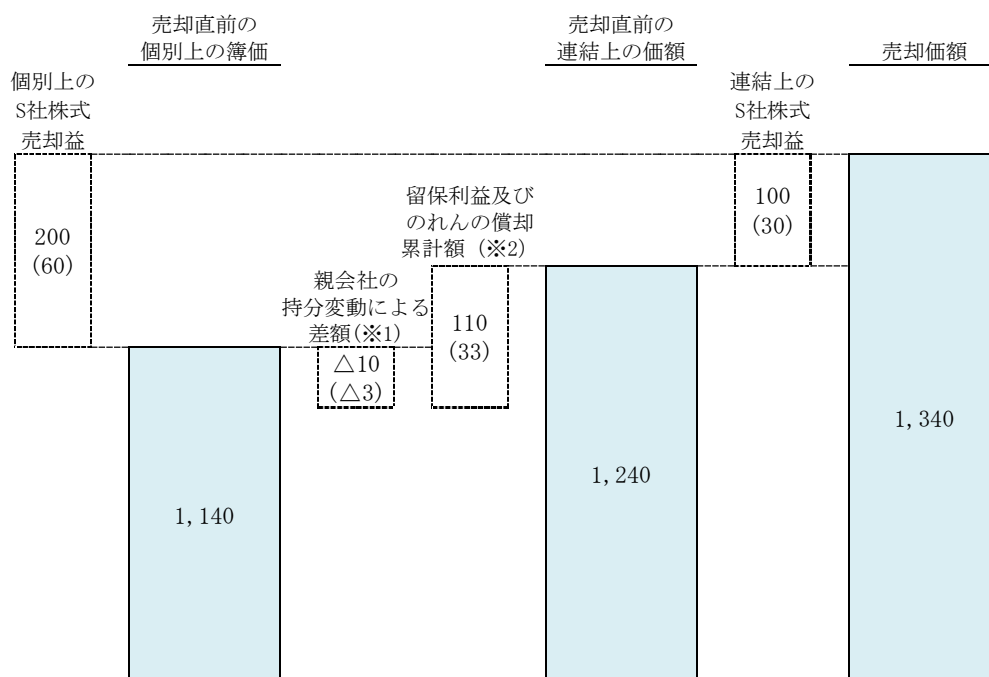 売却直前の
個別上の簿価
売却直前の
連結上の価額
売却価額
個別上の
S社株式
売却益
連結上の
S社株式
売却益
200
(60)
留保利益及び
のれんの償却
累計額(※2)
100
(30)
親会社の
持分変動による
差額(※1)
110
(33)
△10
(△3)
1,340
1,240
1,140